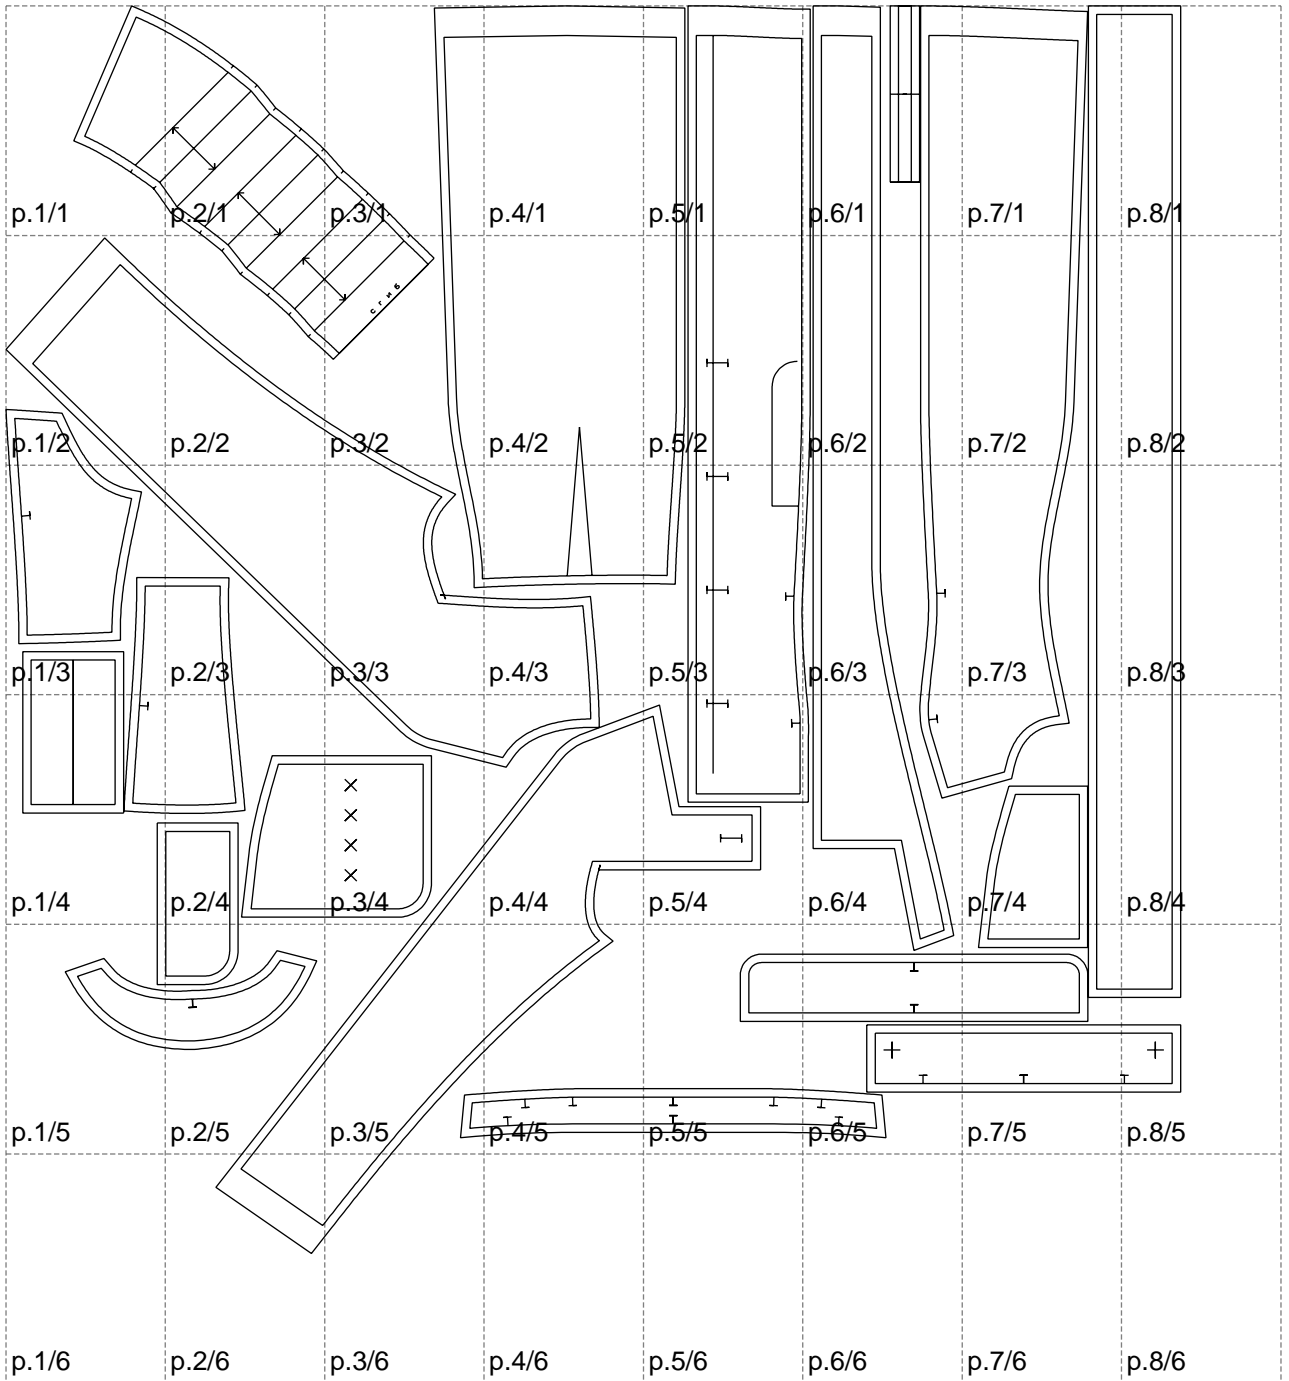 p.1/1 p.2/1 p.3/1 p.4/1 p.5/1 p.6/1 p.7/1 p.8/1
сгиб
p.1/2 p.2/2 p.3/2 p.4/2 p.5/2 p.6/2 p.7/2 p.8/2
p.1/3 p.2/3 p.3/3 p.4/3 p.5/3 p.6/3 p.7/3 p.8/3
p.1/4 p.2/4 p.3/4 p.4/4 p.5/4 p.6/4 p.7/4 p.8/4
p.1/5 p.2/5 p.3/5 p.4/5 p.5/5 p.6/5 p.7/5 p.8/5
p.1/6 p.2/6 p.3/6 p.4/6 p.5/6 p.6/6 p.7/6 p.8/6